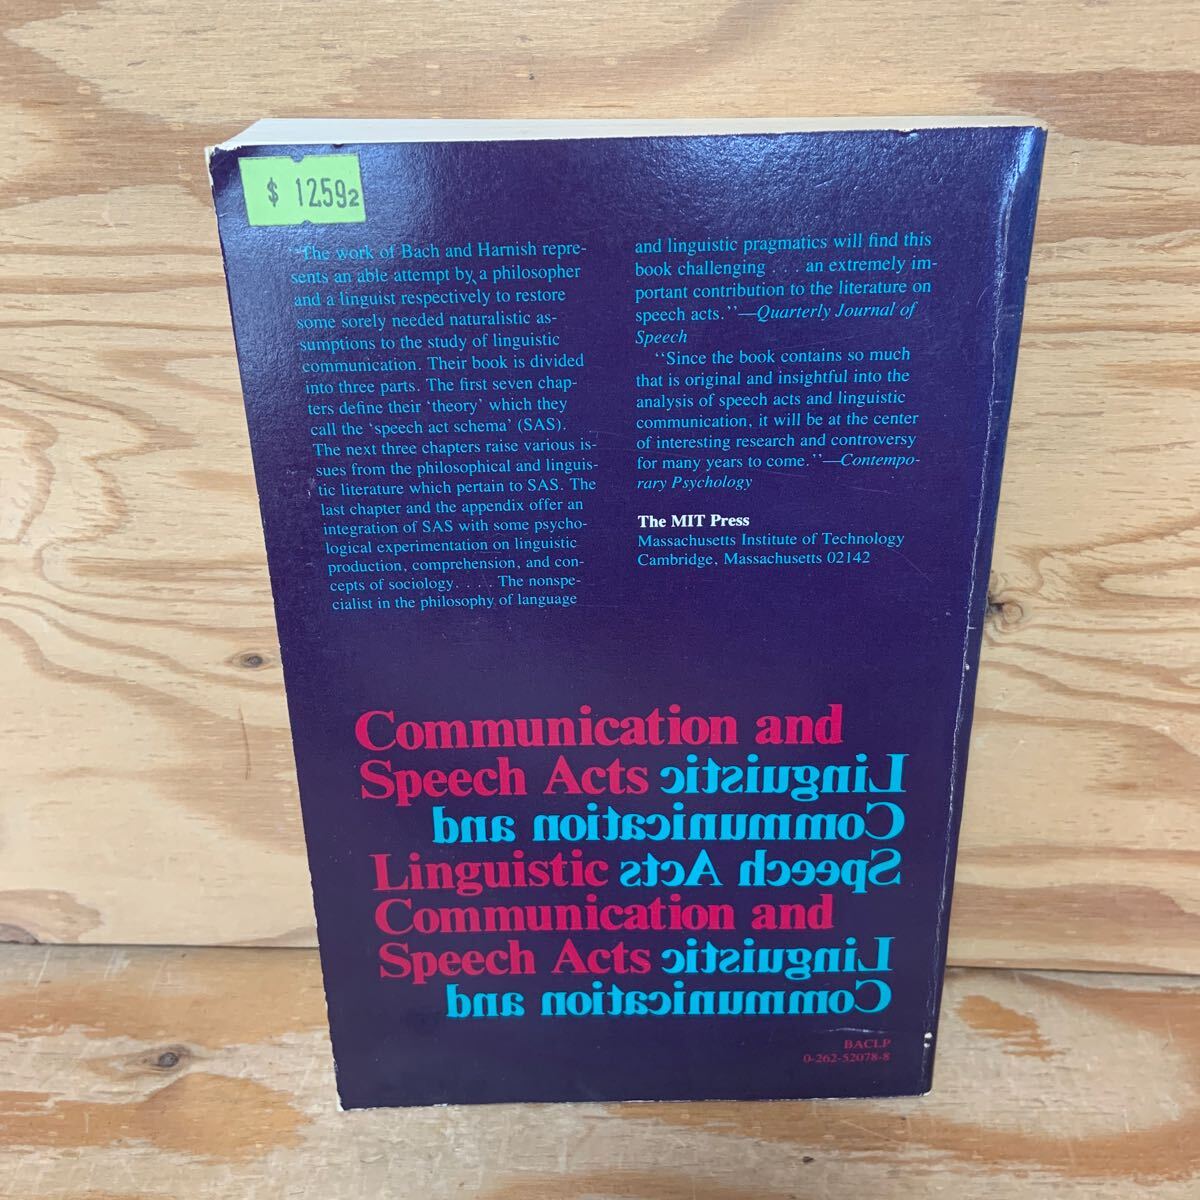 $ 12.592
"The work of Bach and Harnish repre-
sents an able attempt by a philosopher
and a linguist respectively to restore
some sorely needed naturalistic as-
sumptions to the study of linguistic
communication. Their book is divided
into three parts. The first seven chap-
ters define their 'theory' which they
call the 'speech act schema' (SAS).
The next three chapters raise various is-
sues from the philosophical and linguis-
tic literature which pertain to SAS. The
last chapter and the appendix offer an
integration of SAS with some psycho-
logical experimentation on linguistic
production, comprehension, and con-
cepts of sociology. . . . The nonspe-
cialist in the philosophy of language
and linguistic pragmatics will find this
book challenging . . . an extremely im-
portant contribution to the literature on
speech acts."—Quarterly Journal of
Speech
"Since the book contains so much
that is original and insightful into the
analysis of speech acts and linguistic
communication, it will be at the center
of interesting research and controversy
for many years to come."—Contempo-
rary Psychology
The MIT Press
Massachusetts Institute of Technology
Cambridge, Massachusetts 02142
Communication and
Speech Acts Linguistic
Communication and
Linguistic Speech Acts
Communication and
Speech Acts Linguistic
Communication and
BACLP
0-262-52078-8